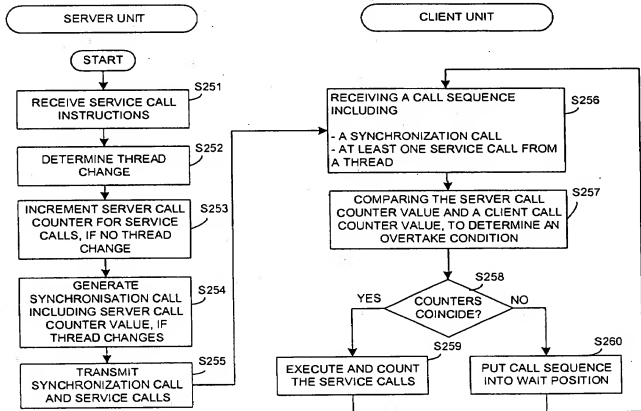 SERVER UNIT
START
S251
RECEIVE SERVICE CALL
INSTRUCTIONS
S252
DETERMINE THREAD
CHANGE
S253
INCREMENT SERVER CALL
COUNTER FOR SERVICE
CALLS, IF NO THREAD
CHANGE
S254
GENERATE
SYNCHRONISATION CALL
INCLUDING SERVER CALL
COUNTER VALUE, IF
THREAD CHANGES
S255
TRANSMIT
SYNCHRONIZATION CALL
AND SERVICE CALLS
CLIENT UNIT
S256
RECEIVING A CALL SEQUENCE
INCLUDING
- A SYNCHRONIZATION CALL
- AT LEAST ONE SERVICE CALL FROM
A THREAD
S257
COMPARING THE SERVER CALL
COUNTER VALUE AND A CLIENT CALL
COUNTER VALUE, TO DETERMINE AN
OVERTAKE CONDITION
S258
COUNTERS
COINCIDE?
YES
NO
S259
EXECUTE AND COUNT
THE SERVICE CALLS
S260
PUT CALL SEQUENCE
INTO WAIT POSITION